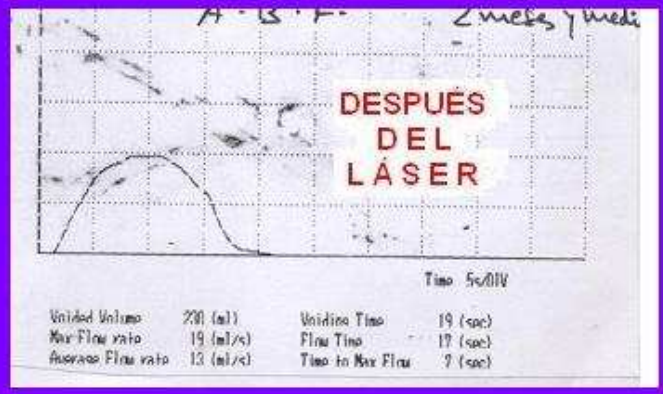 A. B. F. 2 meses y medi
DESPUÉS
DEL
LÁSER
Time 5s/DIV
Voided Volume 230 (ml) Voiding Time 19 (sec)
Max Flow rate 19 (ml/s) Flow Time 17 (sec)
Average Flow rate 13 (ml/s) Time to Max Flow 7 (sec)